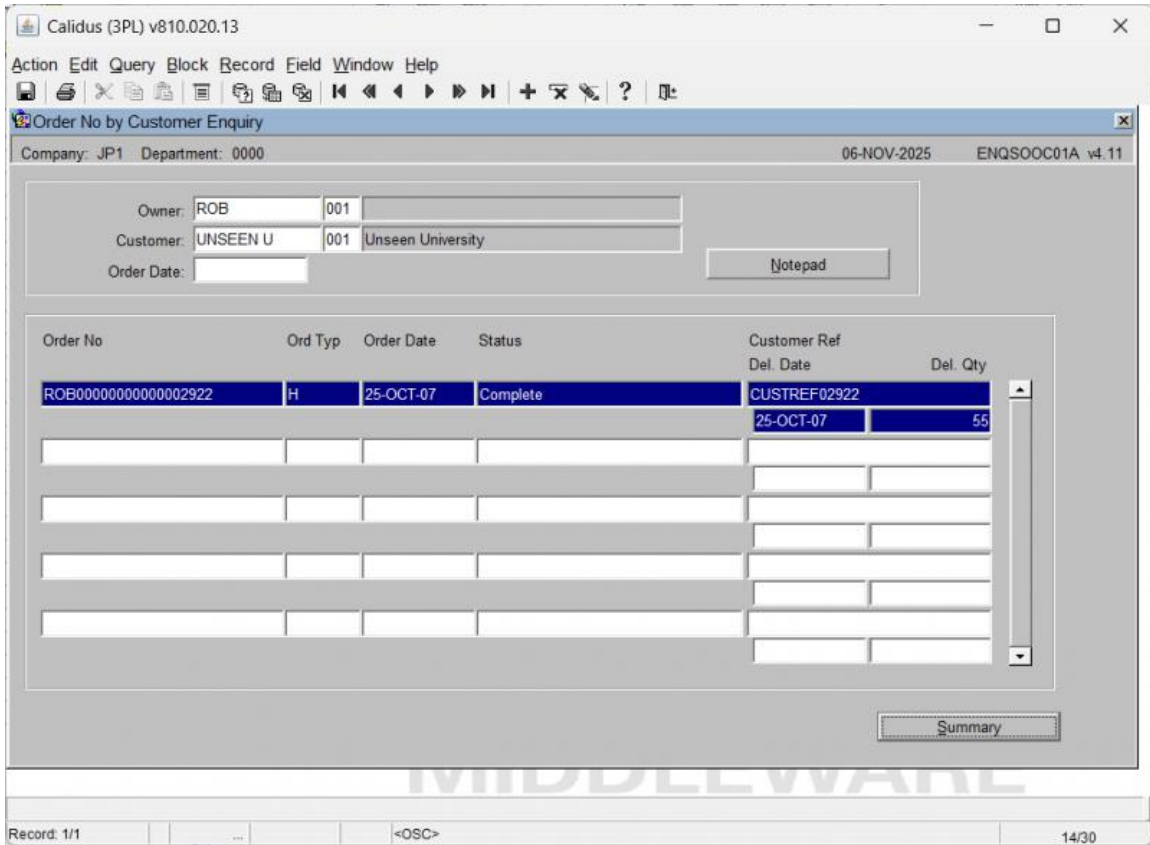 Calidus (3PL) v810.020.13
Action Edit Query Block Record Field Window Help
Order No by Customer Enquiry
Company: JP1 Department: 0000 06-NOV-2025 ENQSOOC01A v4.11
Owner: ROB 001
Customer: UNSEEN U 001 Unseen University
Order Date:
Notepad
Order No Ord Typ Order Date Status Customer Ref
Del. Date Del. Qty
ROB00000000000002922 H 25-OCT-07 Complete CUSTREF02922
25-OCT-07 55
Summary
MIDDLEWARE
Record: 1/1 ... <OSC> 14/30